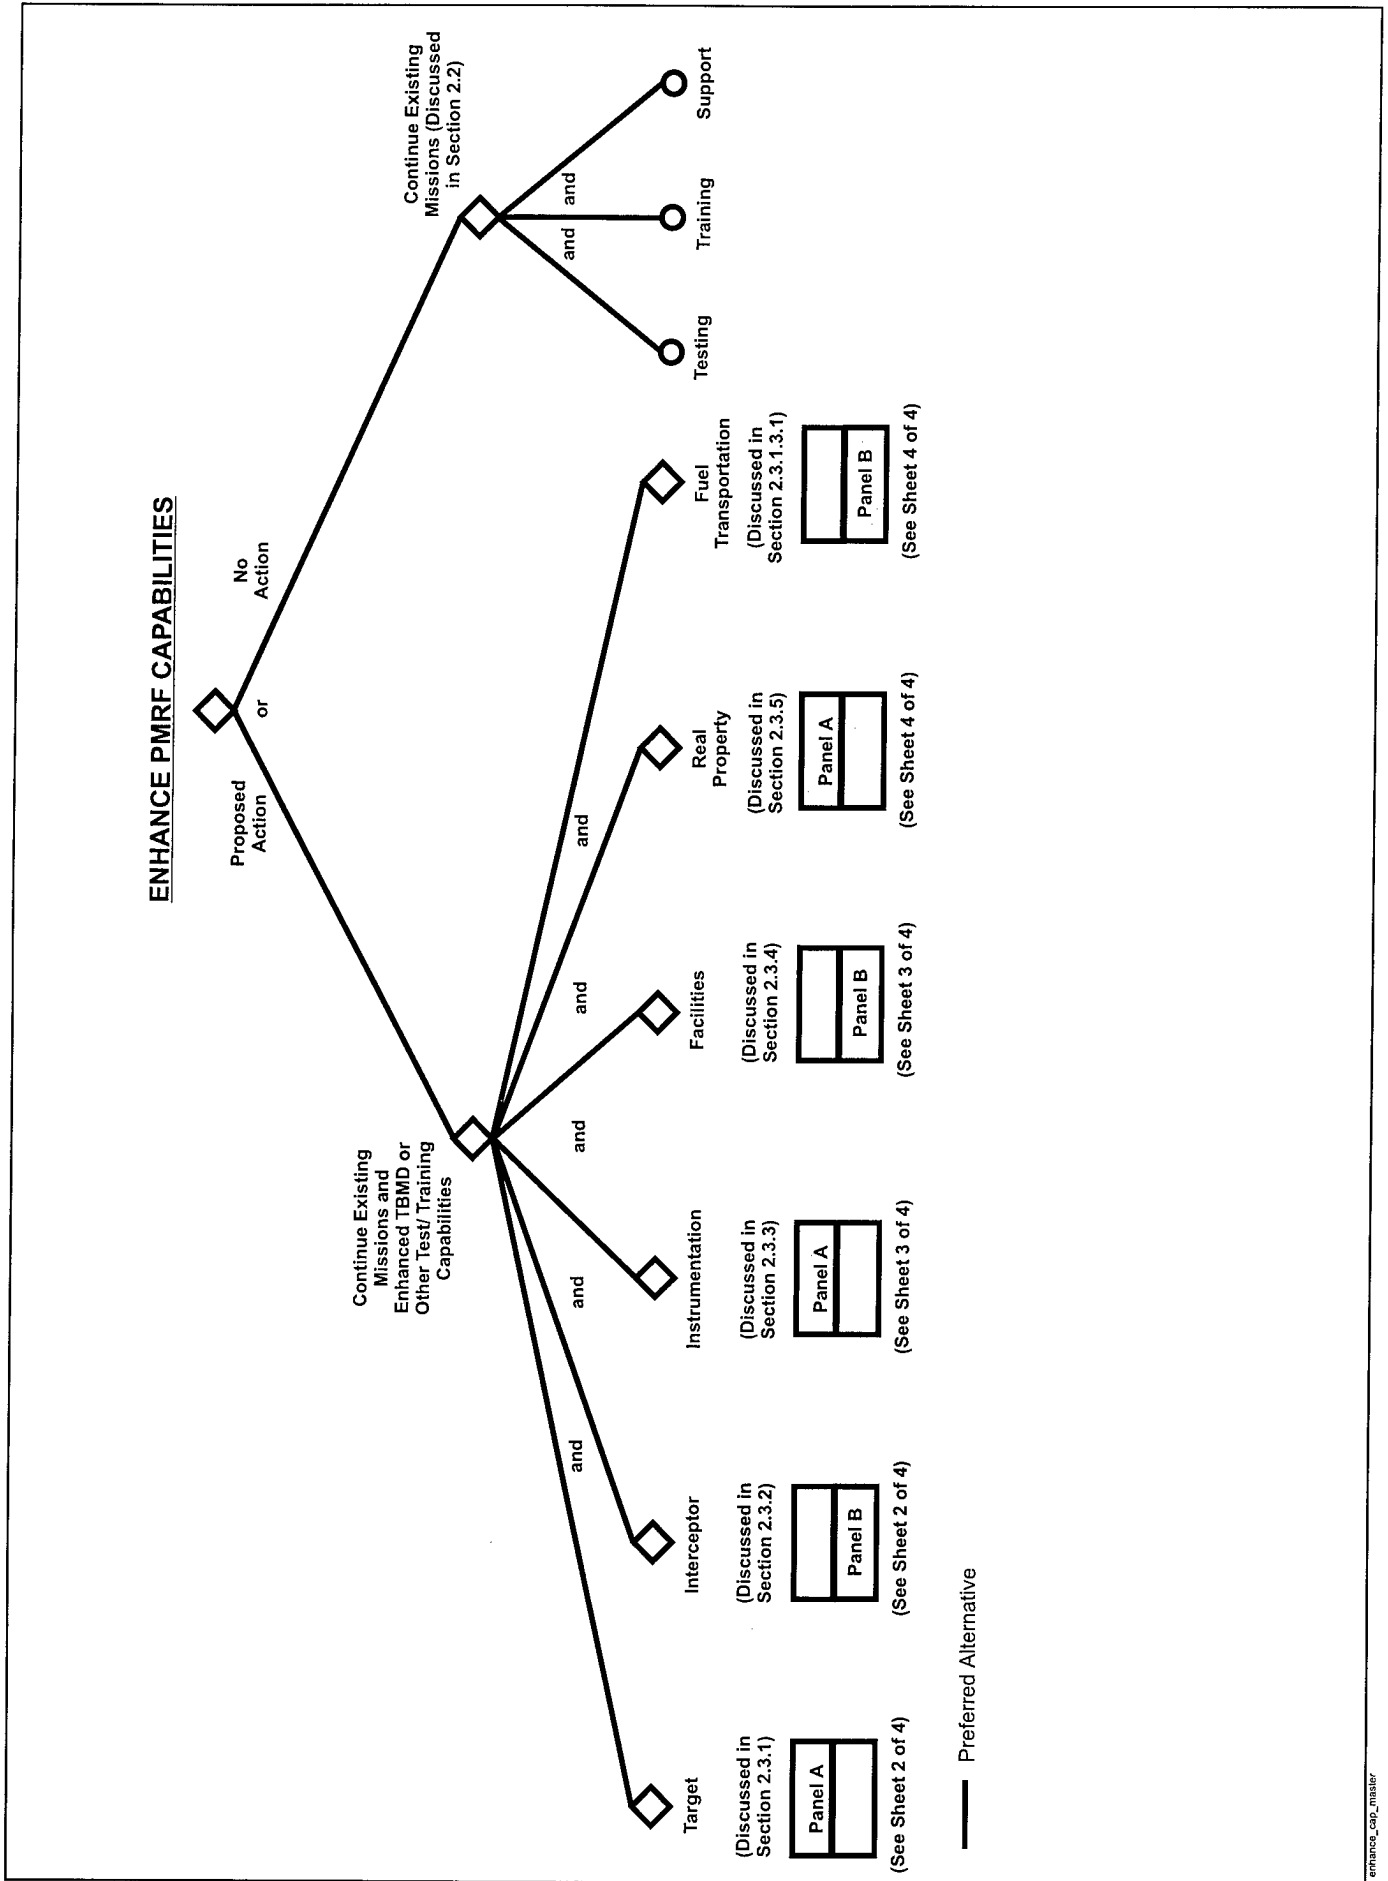 ENHANCE PMRF CAPABILITIES
Proposed
Action
or
No
Action
Continue Existing
Missions and
Enhanced TBMD or
Other Test/ Training
Capabilities
Continue Existing
Missions (Discussed
in Section 2.2)
and
and
and
and
and
and
and
Target
(Discussed in
Section 2.3.1)
Panel A
(See Sheet 2 of 4)
Interceptor
(Discussed in
Section 2.3.2)
Panel B
(See Sheet 2 of 4)
Instrumentation
(Discussed in
Section 2.3.3)
Panel A
(See Sheet 3 of 4)
Facilities
(Discussed in
Section 2.3.4)
Panel B
(See Sheet 3 of 4)
Real
Property
(Discussed in
Section 2.3.5)
Panel A
(See Sheet 4 of 4)
Fuel
Transportation
(Discussed in
Section 2.3.1.3.1)
Panel B
(See Sheet 4 of 4)
Testing
Training
Support
Preferred Alternative
enhance_cap_master